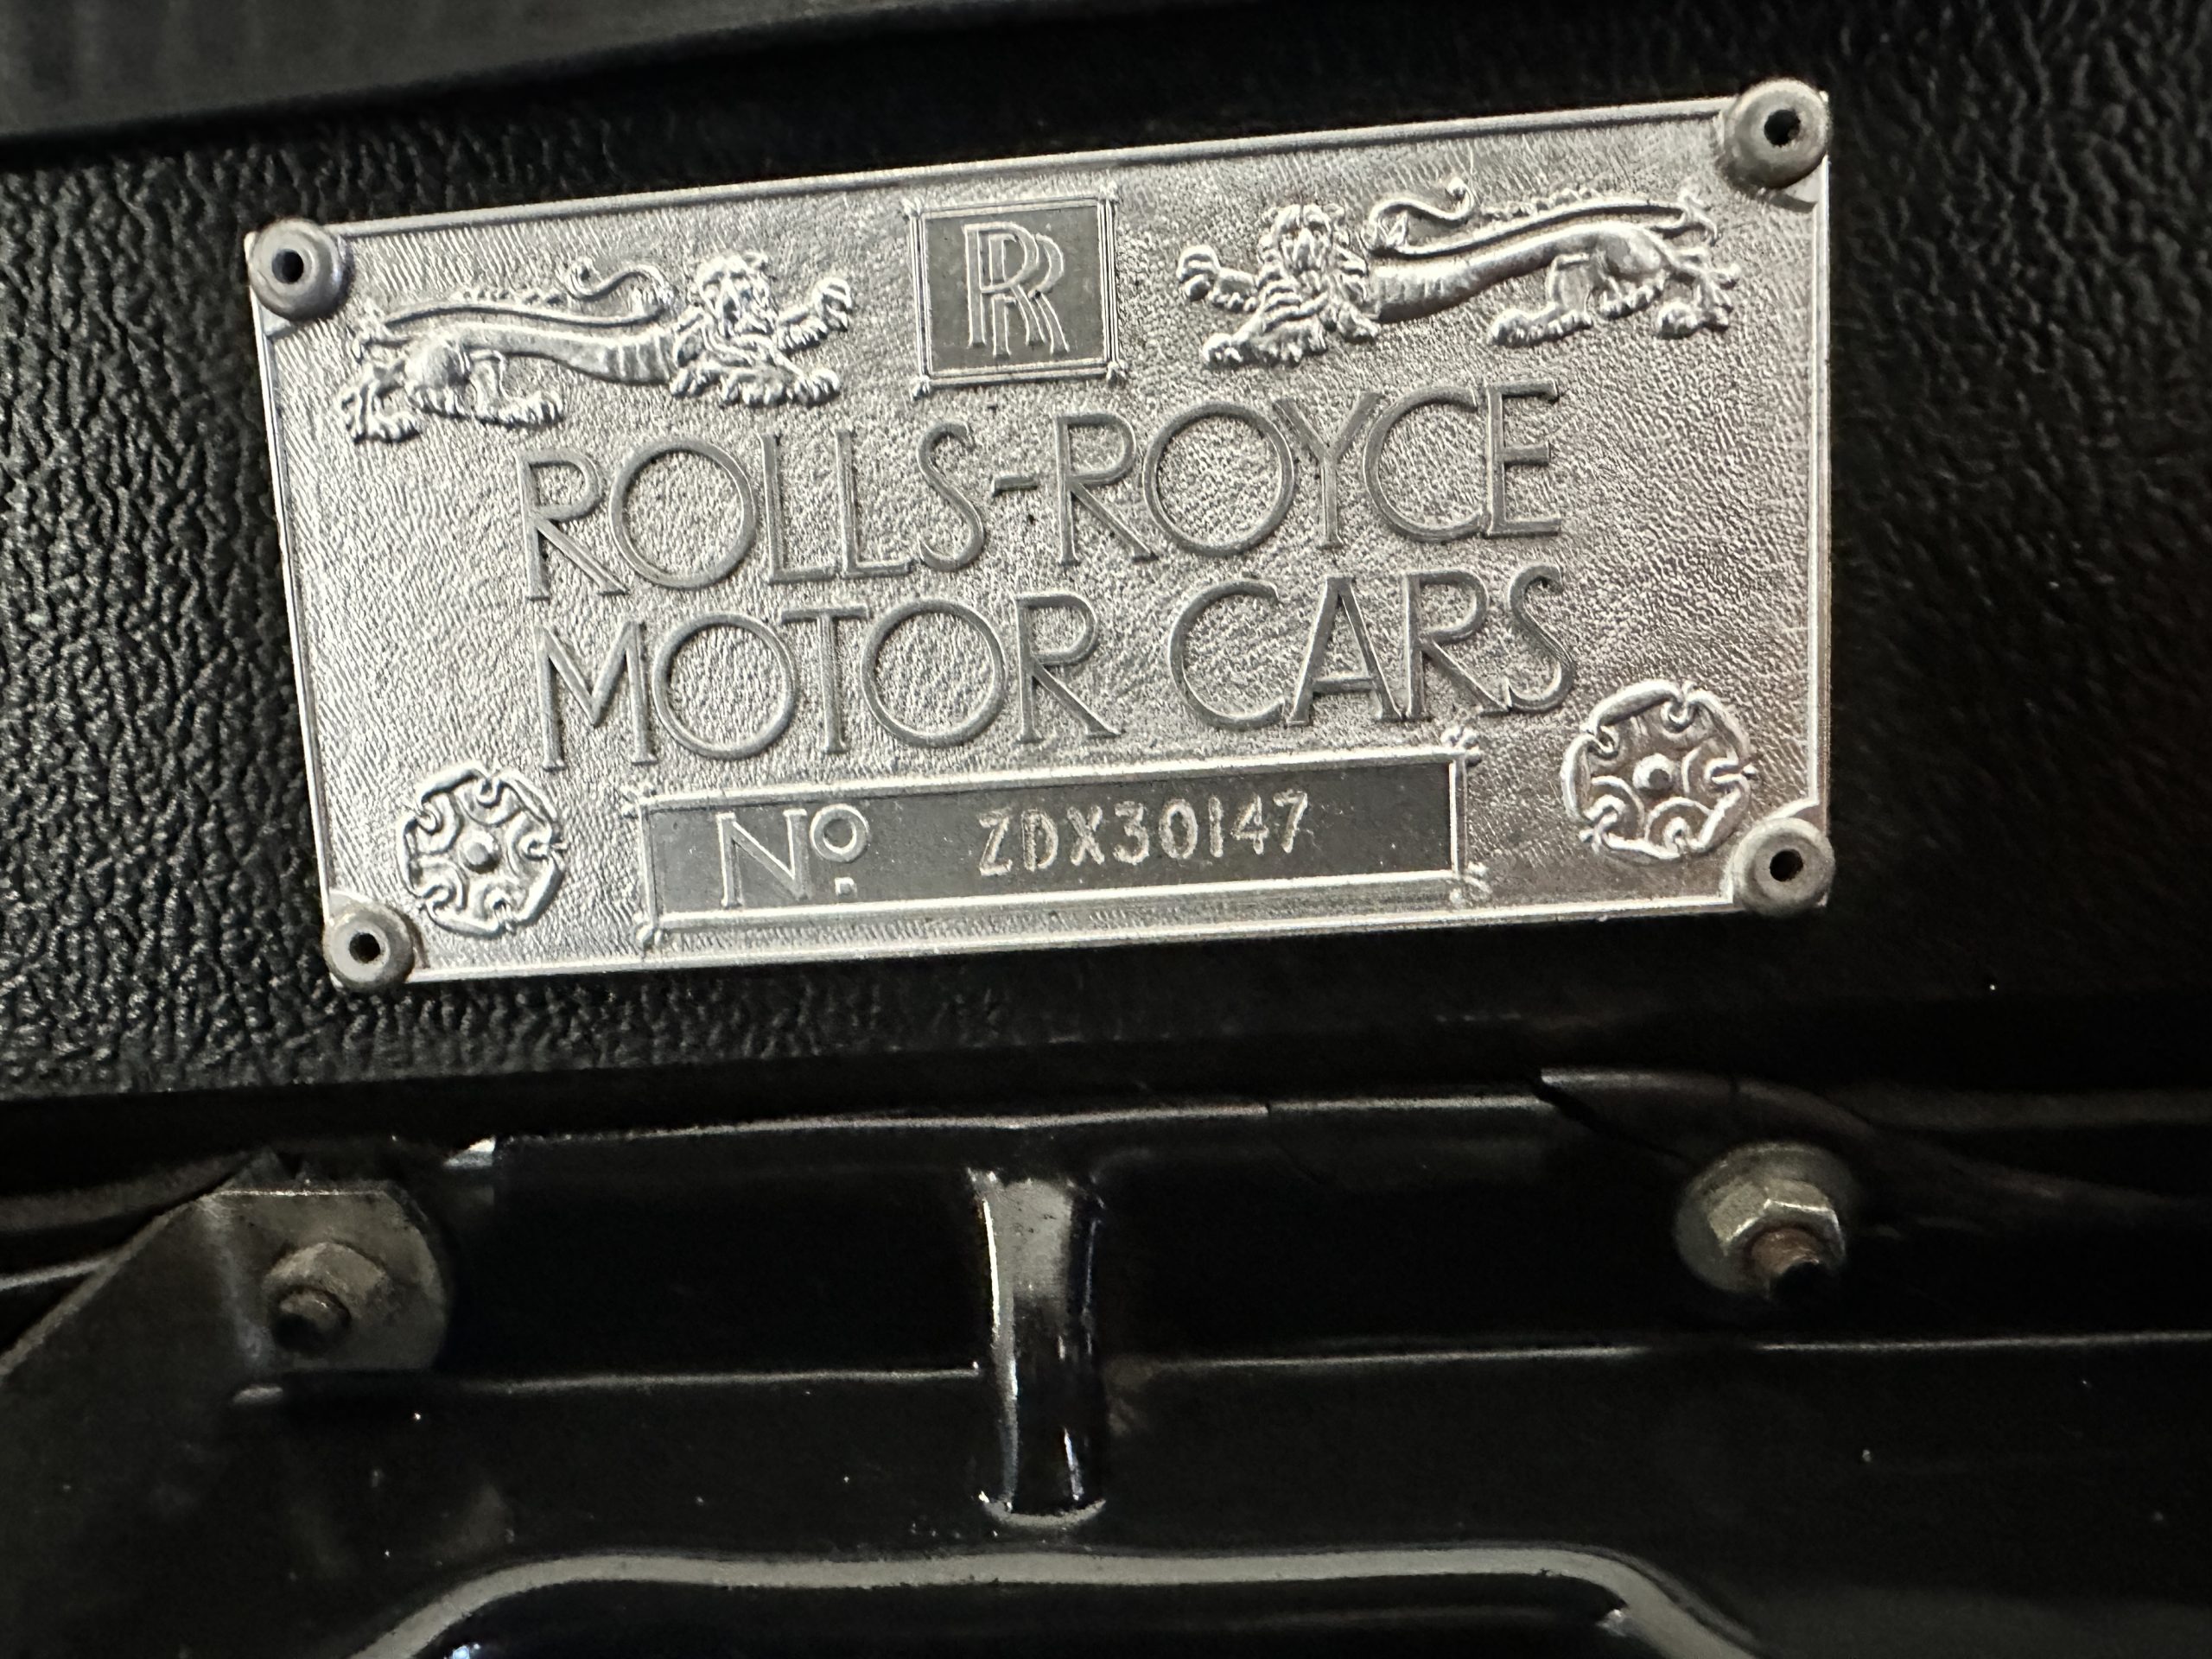 RR
ROLLS-ROYCE
MOTOR CARS
Nº. ZDX30147